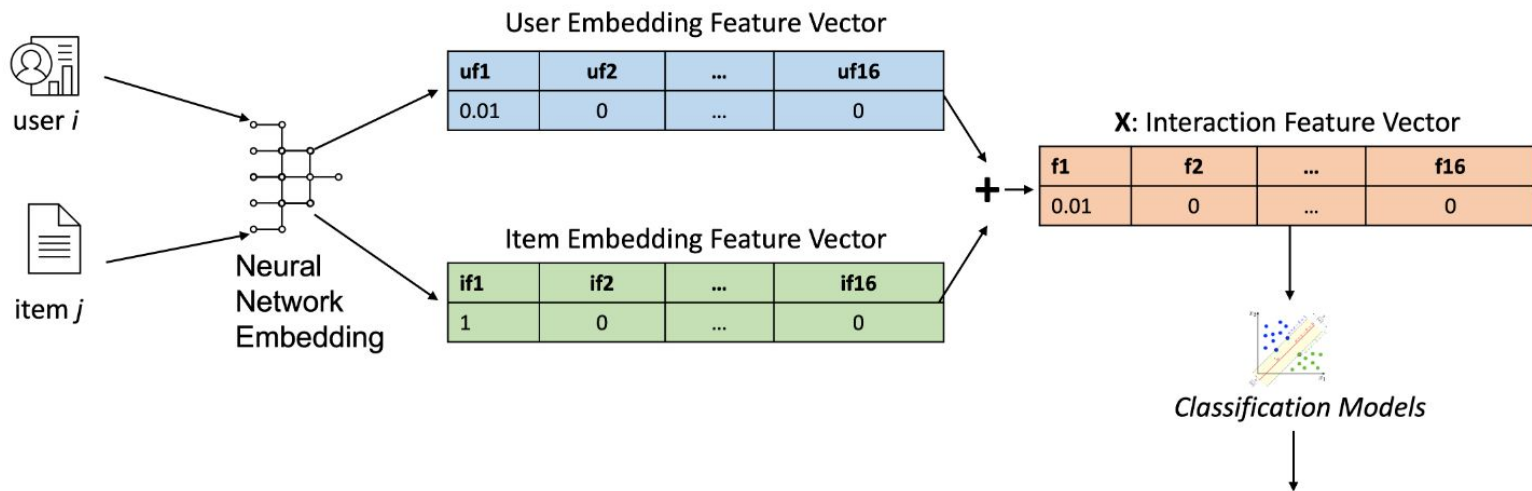 user i
item j
Neural
Network
Embedding
User Embedding Feature Vector
uf1 uf2 ... uf16
0.01 0 ... 0
Item Embedding Feature Vector
if1 if2 ... if16
1 0 ... 0
+
X: Interaction Feature Vector
f1 f2 ... f16
0.01 0 ... 0
Classification Models